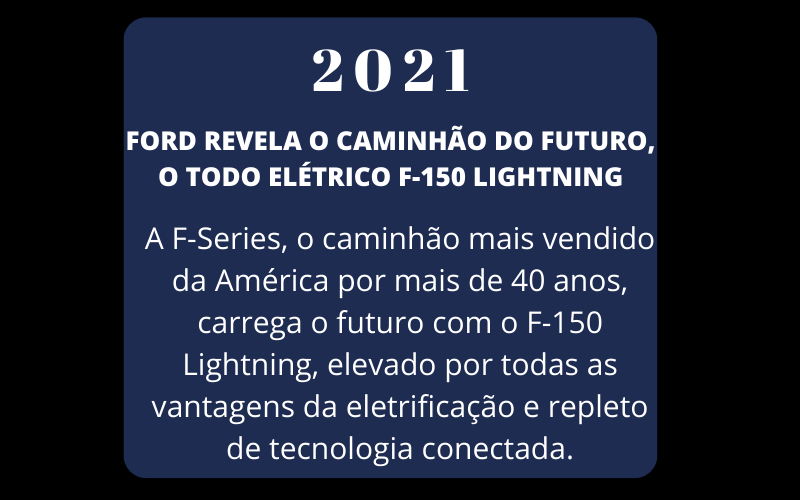 2021
FORD REVELA O CAMINHÃO DO FUTURO,
O TODO ELÉTRICO F-150 LIGHTNING
A F-Series, o caminhão mais vendido
da América por mais de 40 anos,
carrega o futuro com o F-150
Lightning, elevado por todas as
vantagens da eletrificação e repleto
de tecnologia conectada.